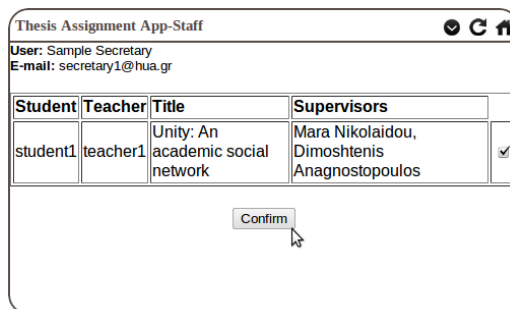 Thesis Assignment App-Staff
User: Sample Secretary
E-mail: secretary1@hua.gr
Student Teacher Title Supervisors
student1 teacher1 Unity: An academic social network Mara Nikolaidou, Dimoshtenis Anagnostopoulos
Confirm